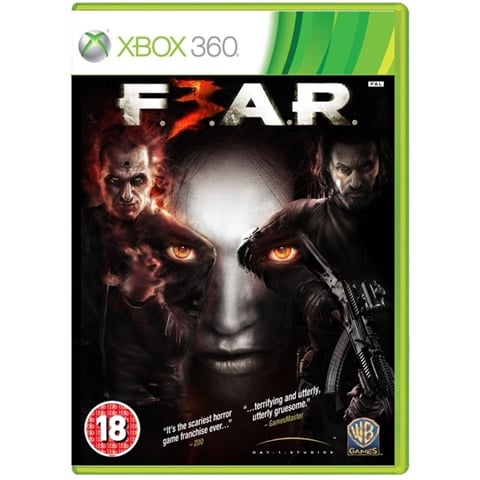 XBOX 360
PAL
F.3.A.R.
18
"It's the scariest horror
game franchise ever..."
– ZOO
"...terrifying and utterly,
utterly gruesome."
– GamesMaster
DAY·1·STUDIOS
WB
GAMES